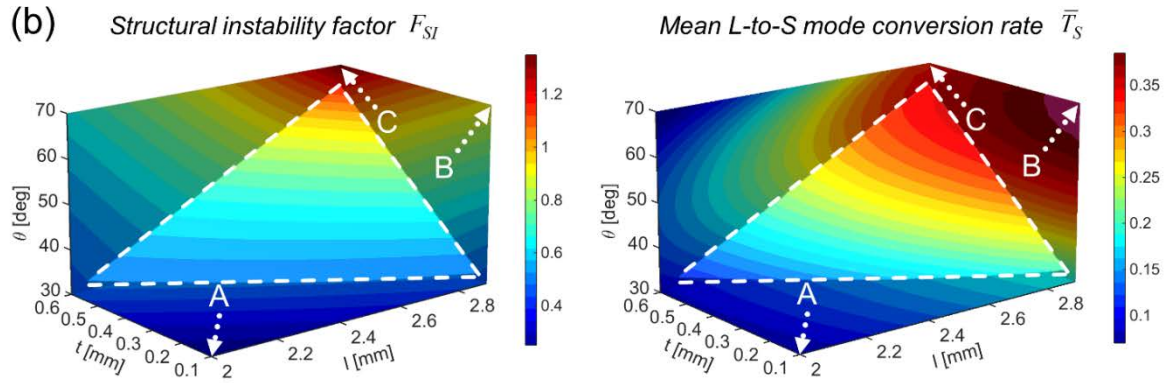 (b)
Structural instability factor F_SI
Mean L-to-S mode conversion rate T̅_S
70
60
50
40
30
θ [deg]
0.6
0.5
0.4
0.3
0.2
0.1
t [mm]
2
2.2
2.4
2.6
2.8
l [mm]
A
B
C
1.2
1
0.8
0.6
0.4
70
60
50
40
30
θ [deg]
0.6
0.5
0.4
0.3
0.2
0.1
t [mm]
2
2.2
2.4
2.6
2.8
l [mm]
A
B
C
0.35
0.3
0.25
0.2
0.15
0.1